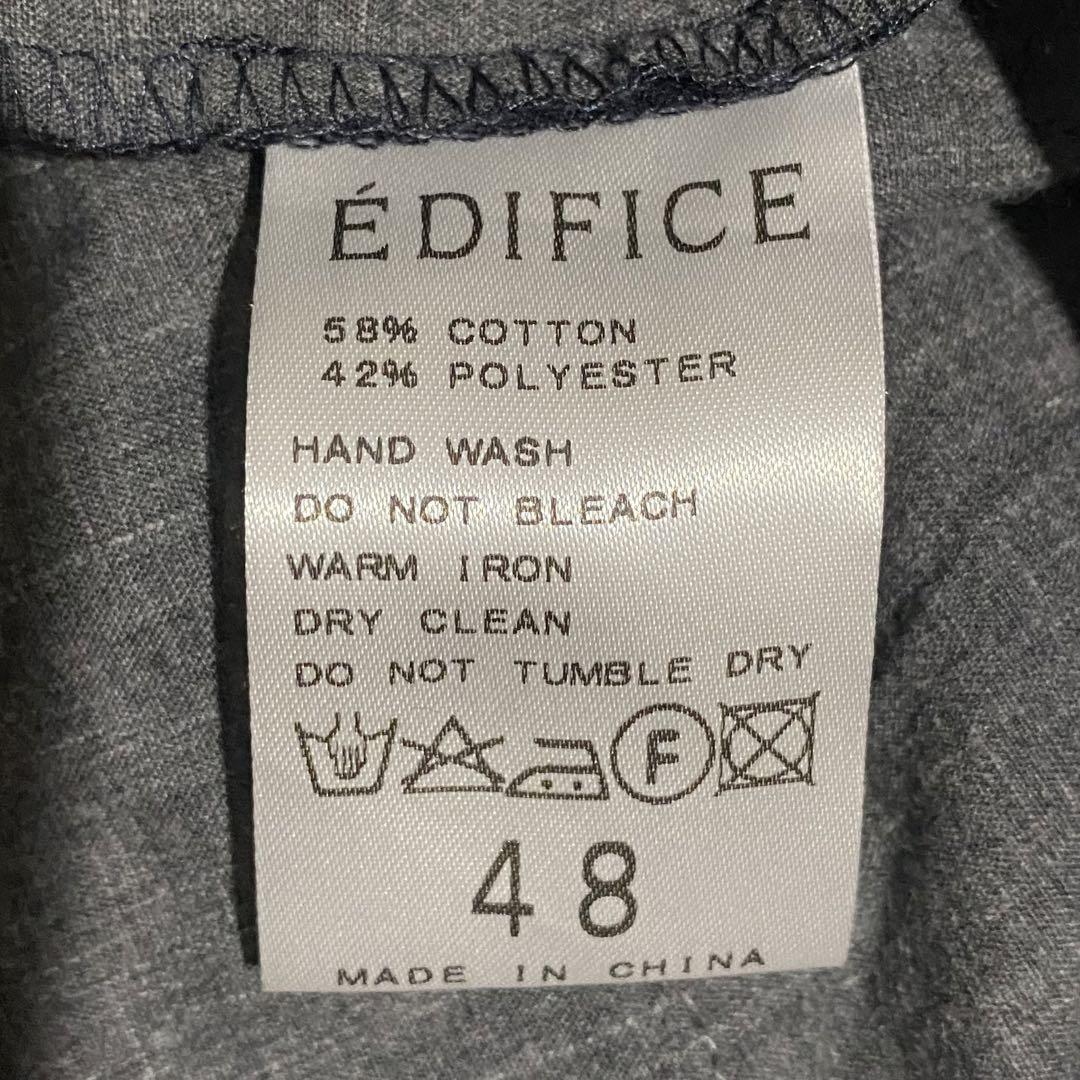 ÉDIFICE
58% COTTON
42% POLYESTER
HAND WASH
DO NOT BLEACH
WARM IRON
DRY CLEAN
DO NOT TUMBLE DRY
F
48
MADE IN CHINA